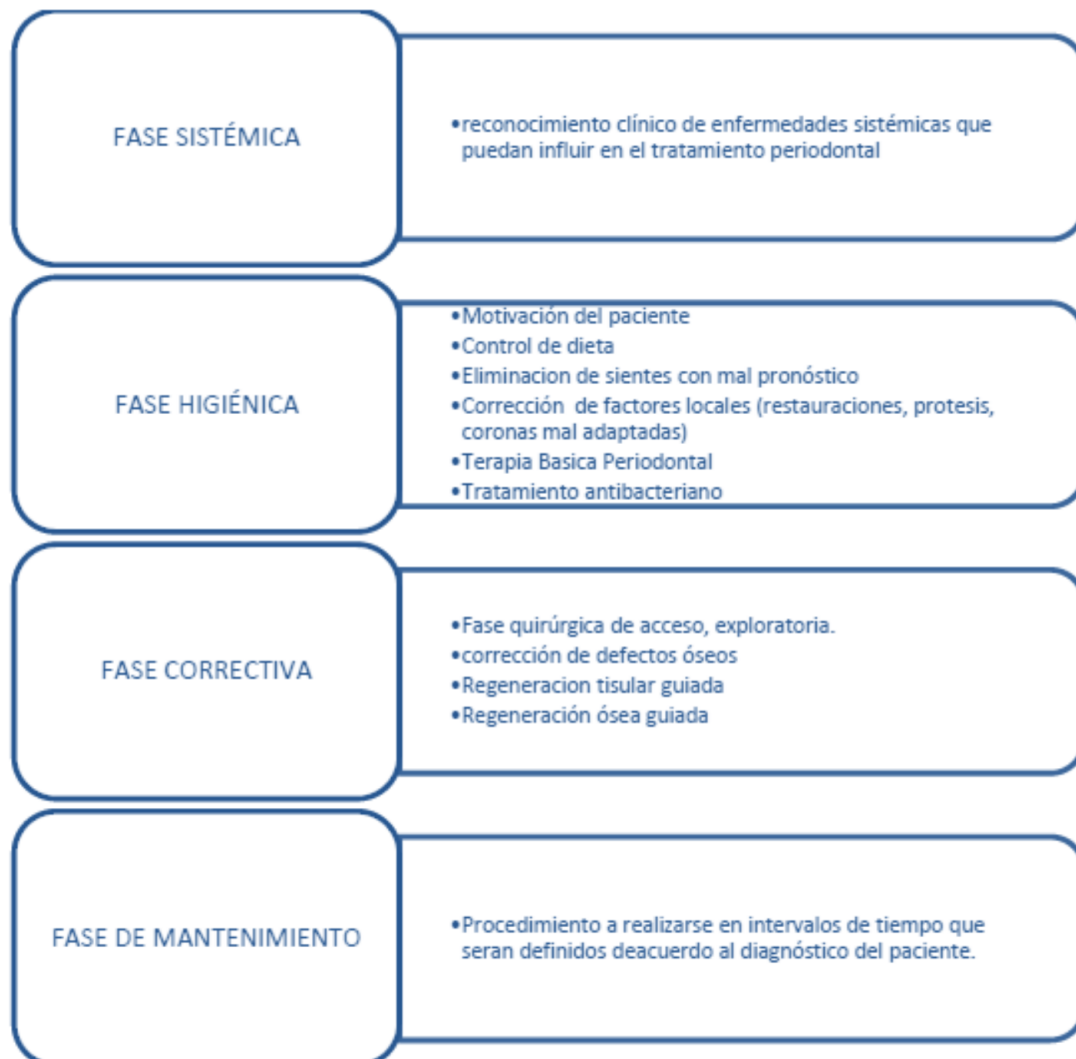 FASE SISTÉMICA
•reconocimiento clínico de enfermedades sistémicas que
puedan influir en el tratamiento periodontal
FASE HIGIÉNICA
•Motivación del paciente
•Control de dieta
•Eliminacion de sientes con mal pronóstico
•Corrección de factores locales (restauraciones, protesis,
coronas mal adaptadas)
•Terapia Basica Periodontal
•Tratamiento antibacteriano
FASE CORRECTIVA
•Fase quirúrgica de acceso, exploratoria.
•corrección de defectos óseos
•Regeneracion tisular guiada
•Regeneración ósea guiada
FASE DE MANTENIMIENTO
•Procedimiento a realizarse en intervalos de tiempo que
seran definidos deacuerdo al diagnóstico del paciente.